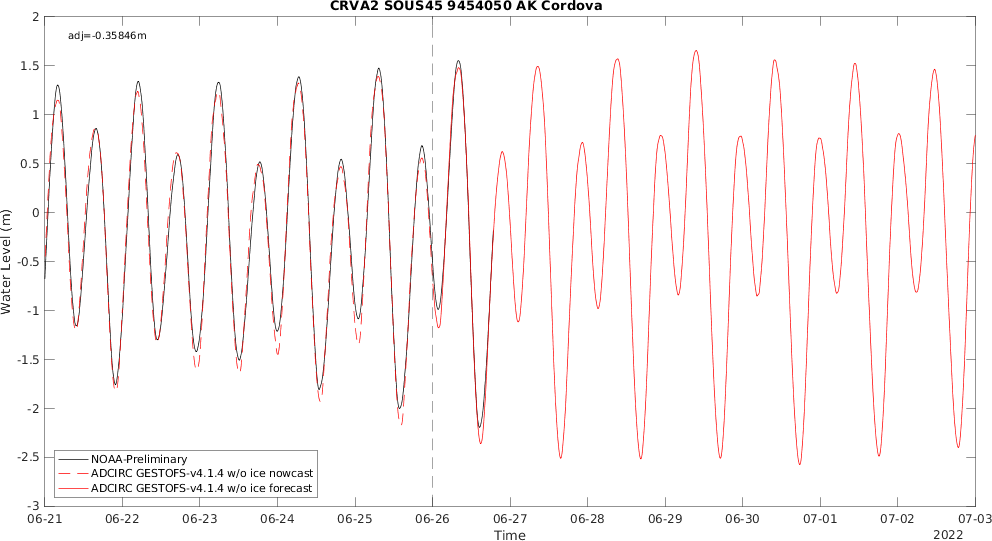 CRVA2 SOUS45 9454050 AK Cordova
adj=-0.35846m
Water Level (m)
2
1.5
1
0.5
0
-0.5
-1
-1.5
-2
-2.5
-3
NOAA-Preliminary
ADCIRC GESTOFS-v4.1.4 w/o ice nowcast
ADCIRC GESTOFS-v4.1.4 w/o ice forecast
06-21 06-22 06-23 06-24 06-25 06-26 06-27 06-28 06-29 06-30 07-01 07-02 07-03
Time
2022